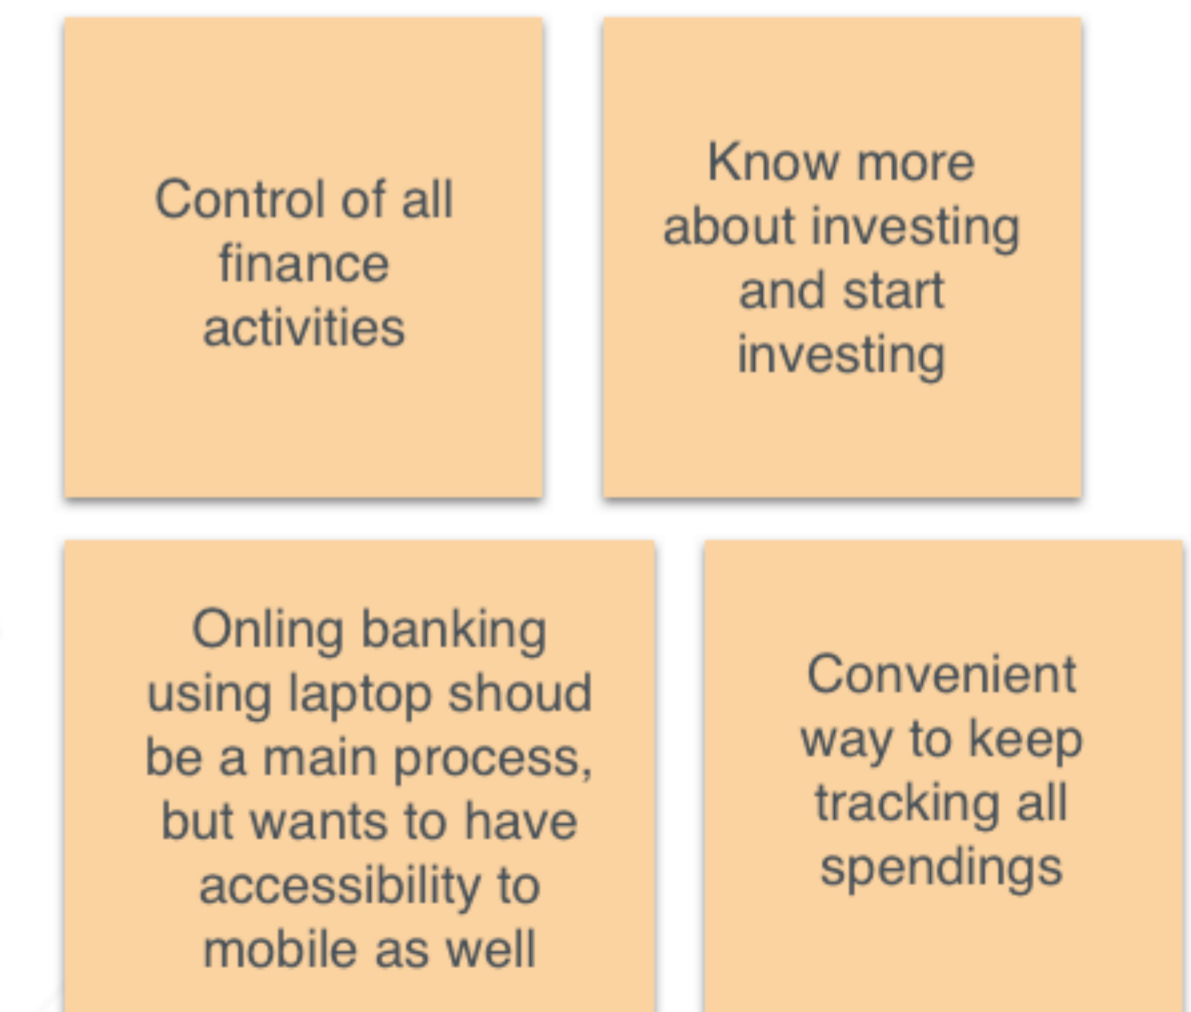 Control of all
finance
activities
Know more
about investing
and start
investing
Onling banking
using laptop shoud
be a main process,
but wants to have
accessibility to
mobile as well
Convenient
way to keep
tracking all
spendings